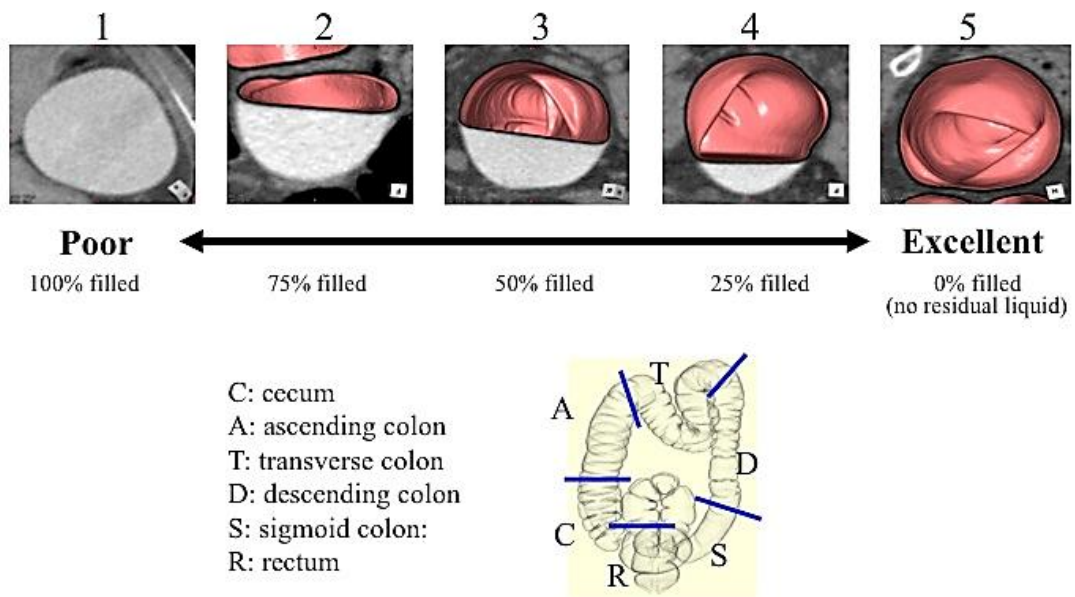 1 2 3 4 5
Poor Excellent
100% filled 75% filled 50% filled 25% filled 0% filled
(no residual liquid)
C: cecum
A: ascending colon
T: transverse colon
D: descending colon
S: sigmoid colon:
R: rectum
T
A
D
C
S
R